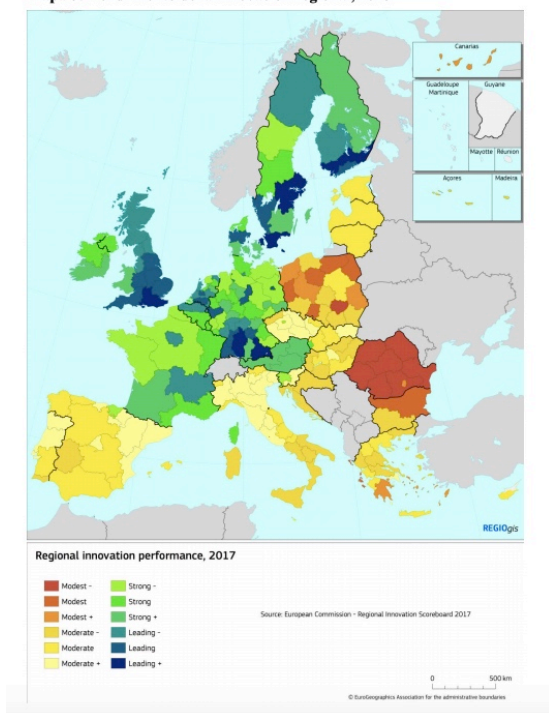 Canarias
Guadeloupe
Martinique
Guyane
Mayotte
Réunion
Açores
Madeira
REGIOgis
Regional innovation performance, 2017
Modest -
Modest
Modest +
Moderate -
Moderate
Moderate +
Strong -
Strong
Strong +
Leading -
Leading
Leading +
Source: European Commission - Regional Innovation Scoreboard 2017
0 500 km
© EuroGeographics Association for the administrative boundaries